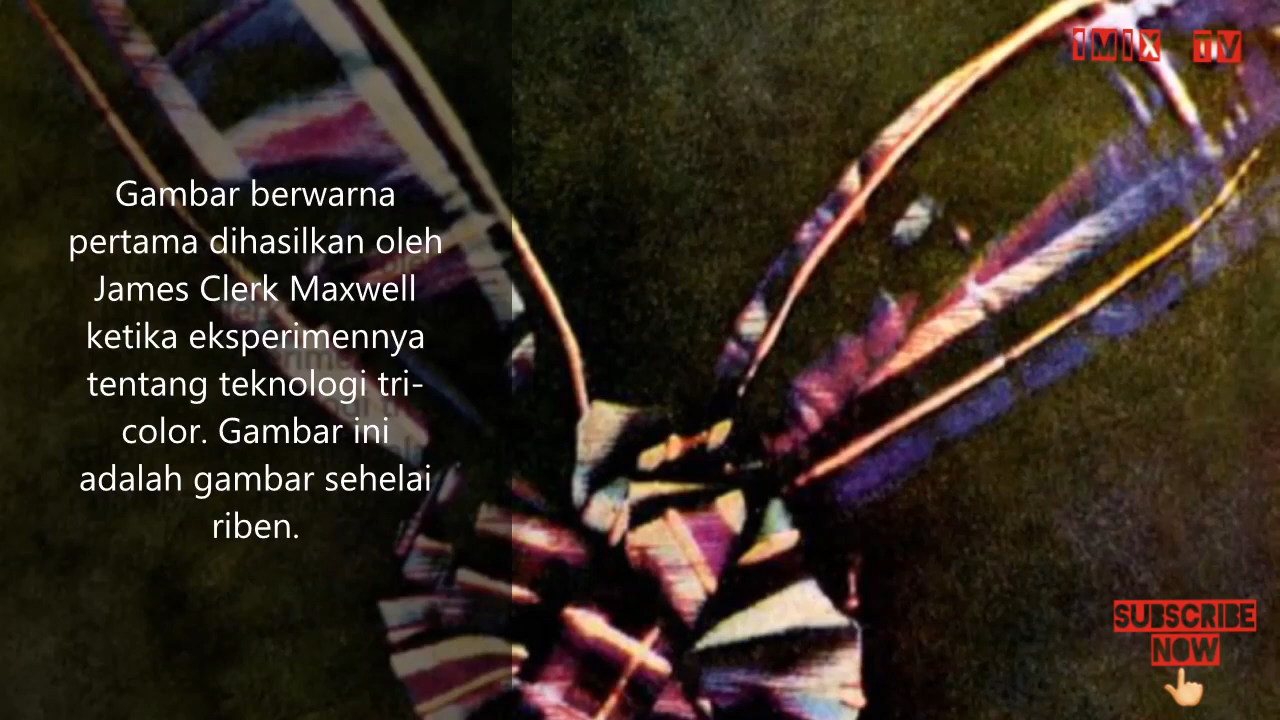 IMIX TV
Gambar berwarna
pertama dihasilkan oleh
James Clerk Maxwell
ketika eksperimennya
tentang teknologi tri-
color. Gambar ini
adalah gambar sehelai
riben.
SUBSCRIBE
NOW